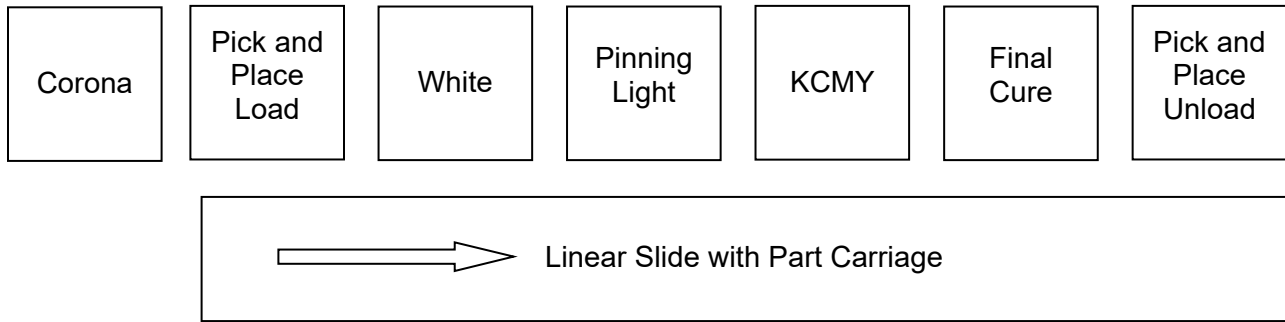 Corona
Pick and
Place
Load
White
Pinning
Light
KCMY
Final
Cure
Pick and
Place
Unload
Linear Slide with Part Carriage